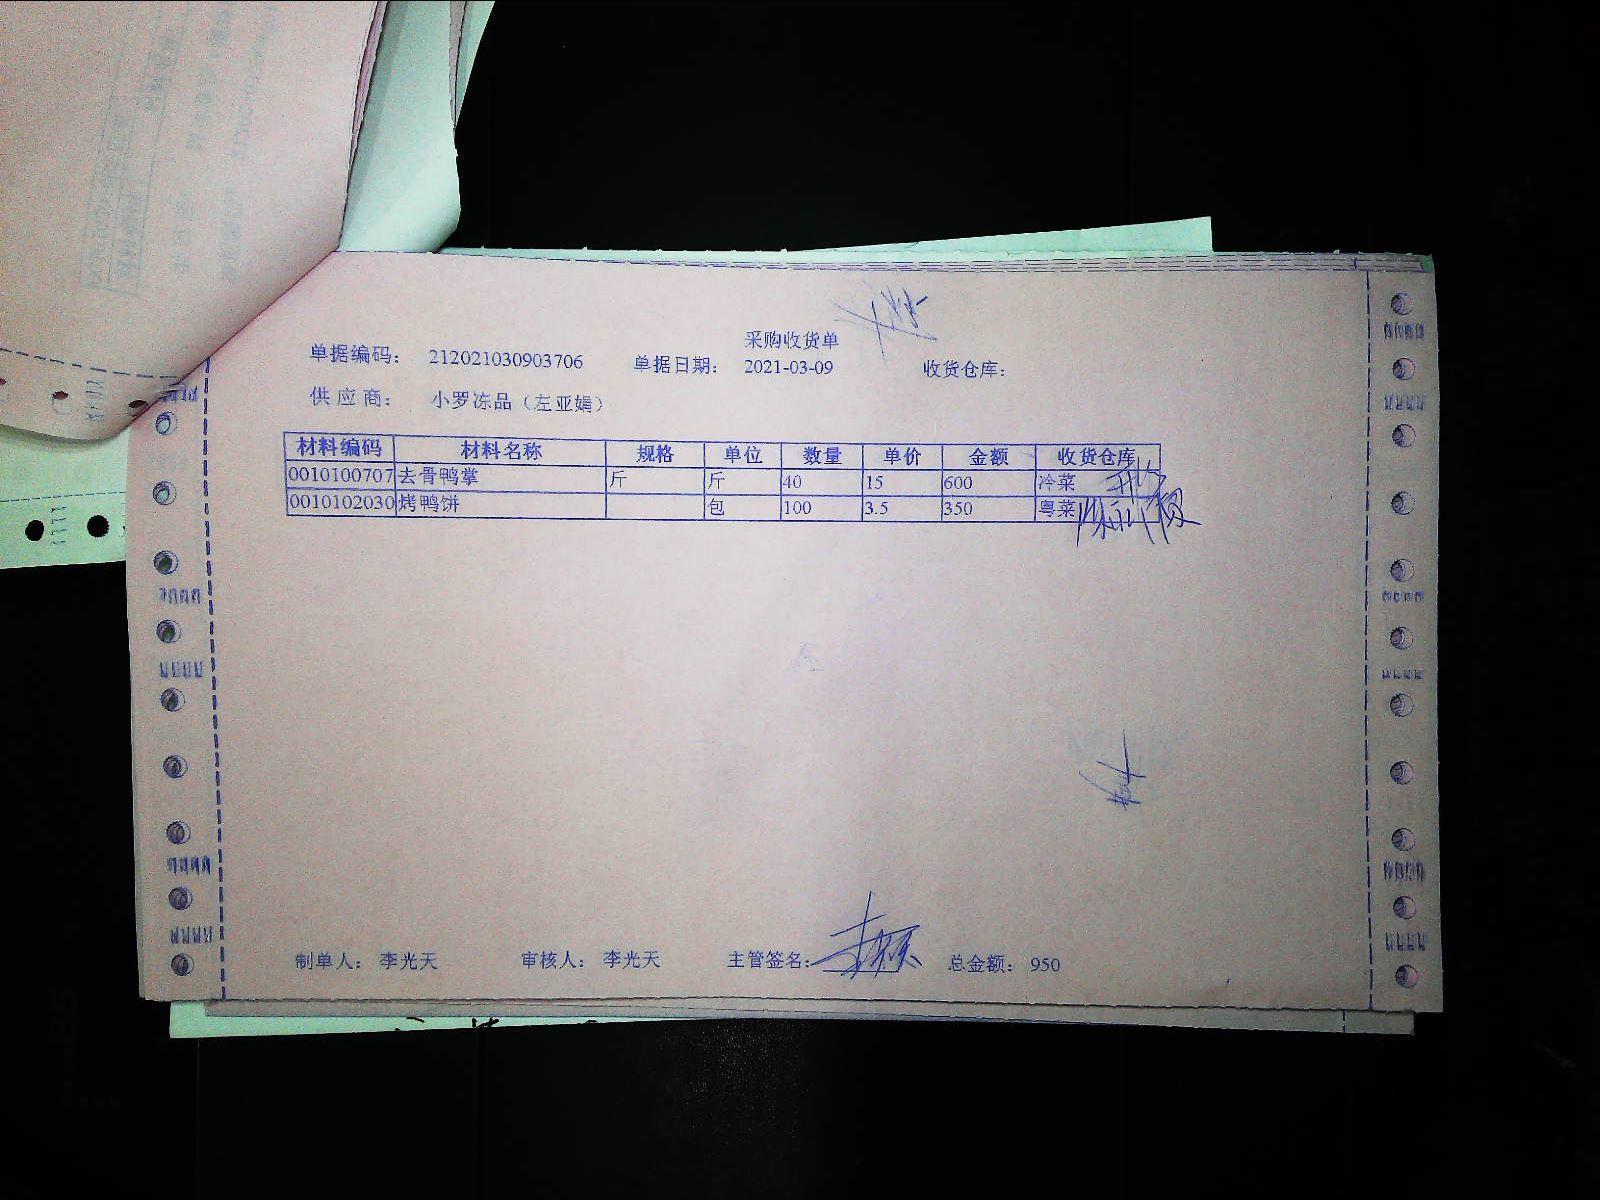 采购收货单
单据编码： 212021030903706 单据日期： 2021-03-09 收货仓库：
供 应 商： 小罗冻品（左亚娟）
材料编码 材料名称 规格 单位 数量 单价 金额 收货仓库
0010100707 去骨鸭掌 斤 斤 40 15 600 冷菜
0010102030 烤鸭饼 包 100 3.5 350 粤菜
制单人： 李光天 审核人： 李光天 主管签名： 总金额： 950